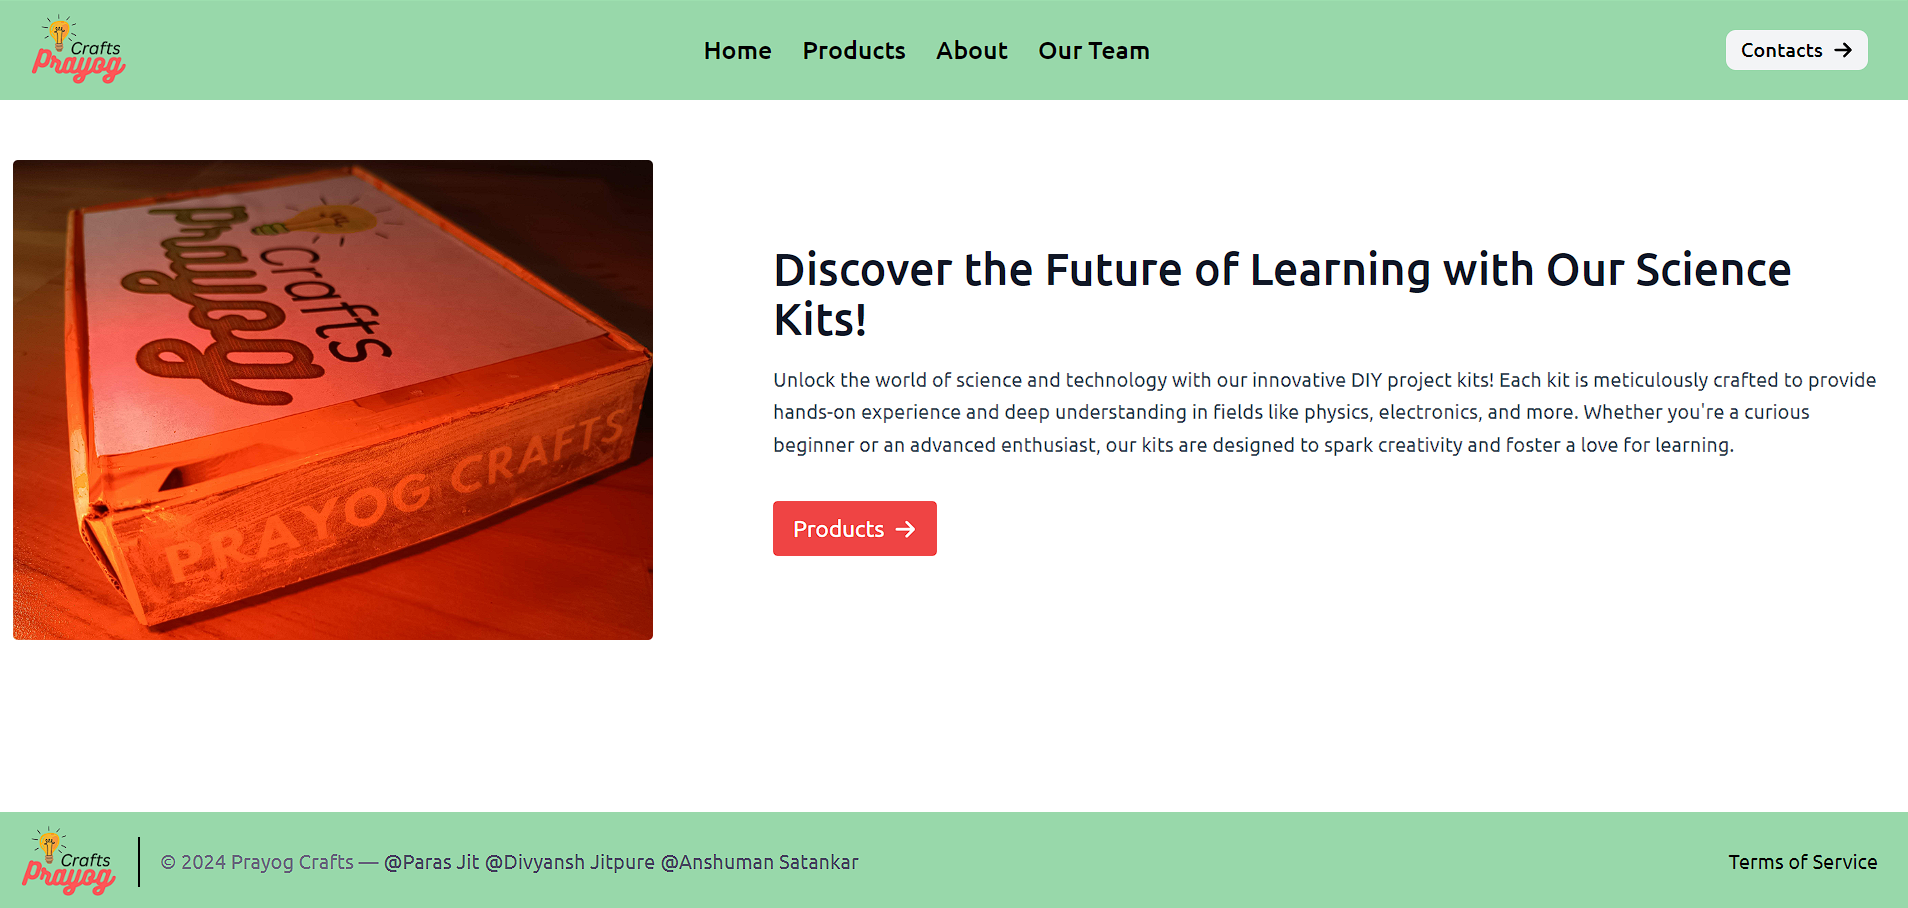 Crafts
Prayog
Home Products About Our Team
Contacts
Crafts
Prayog
PRAYOG CRAFTS
Discover the Future of Learning with Our Science
Kits!
Unlock the world of science and technology with our innovative DIY project kits! Each kit is meticulously crafted to provide
hands-on experience and deep understanding in fields like physics, electronics, and more. Whether you're a curious
beginner or an advanced enthusiast, our kits are designed to spark creativity and foster a love for learning.
Products
Crafts
Prayog
© 2024 Prayog Crafts — @Paras Jit @Divyansh Jitpure @Anshuman Satankar
Terms of Service